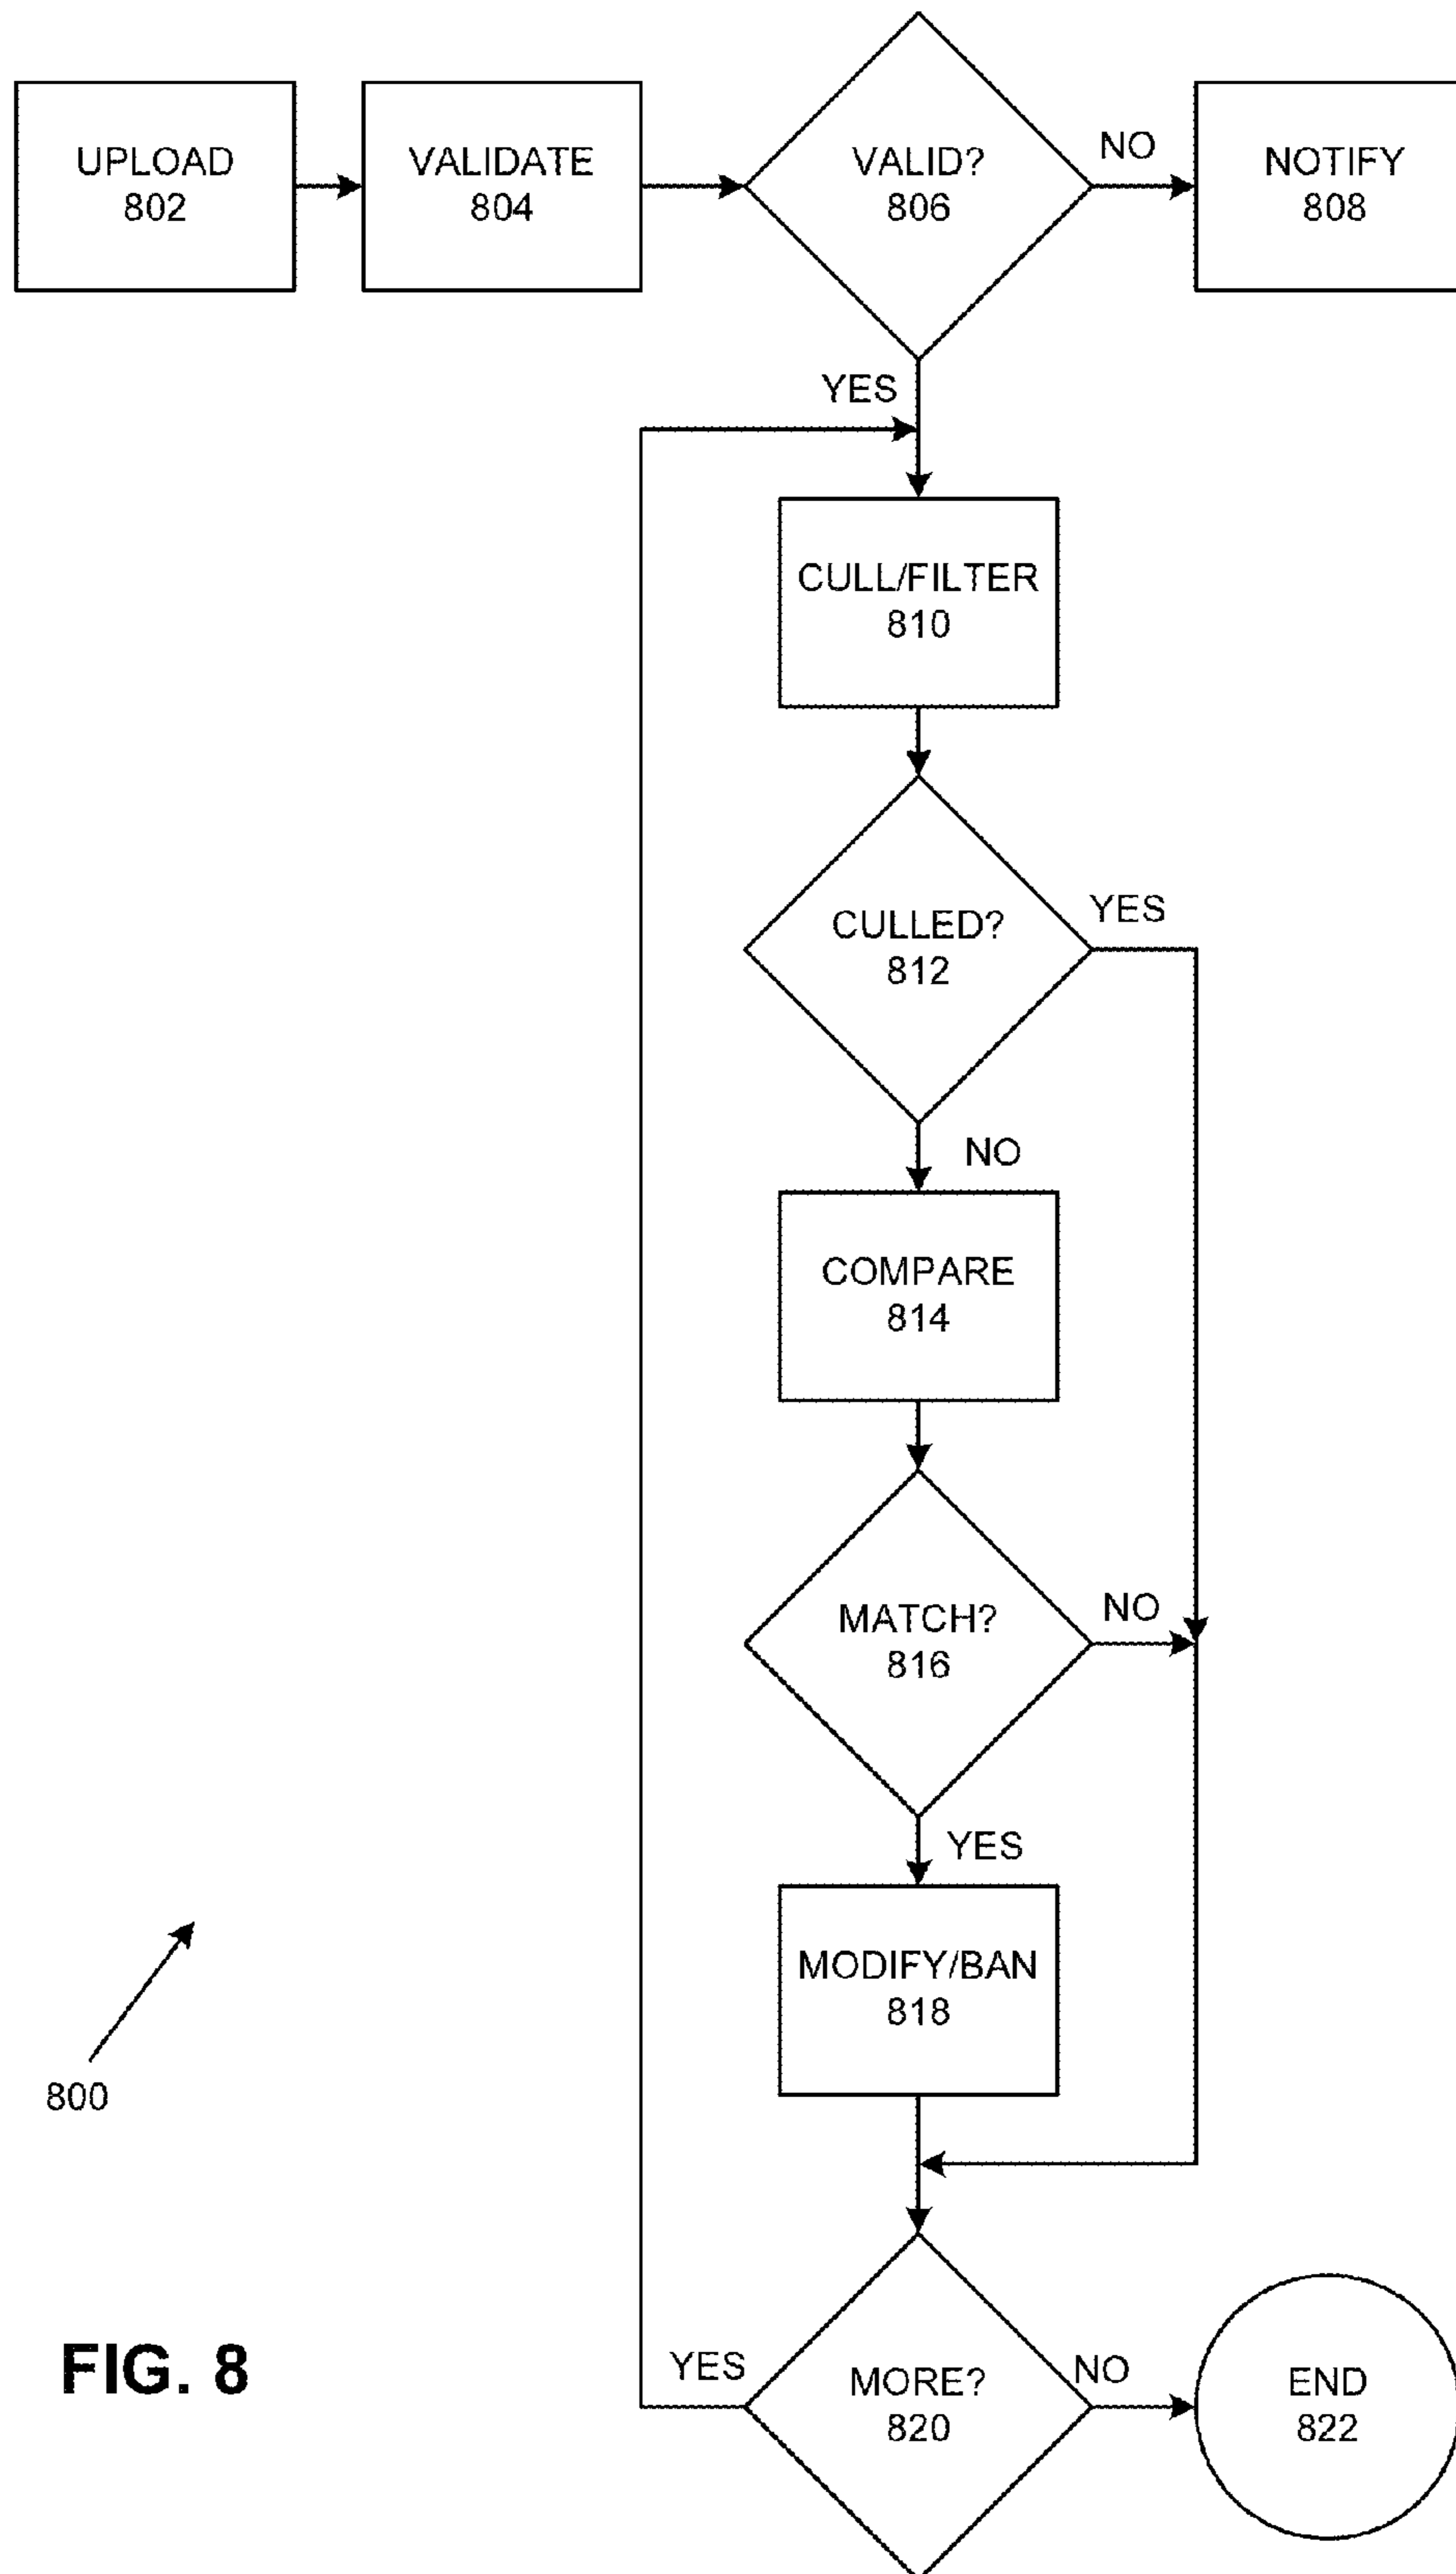 UPLOAD
802
VALIDATE
804
VALID?
806
NO
NOTIFY
808
YES
CULL/FILTER
810
CULLED?
812
YES
NO
COMPARE
814
MATCH?
816
NO
YES
MODIFY/BAN
818
800
FIG. 8
YES
MORE?
820
NO
END
822